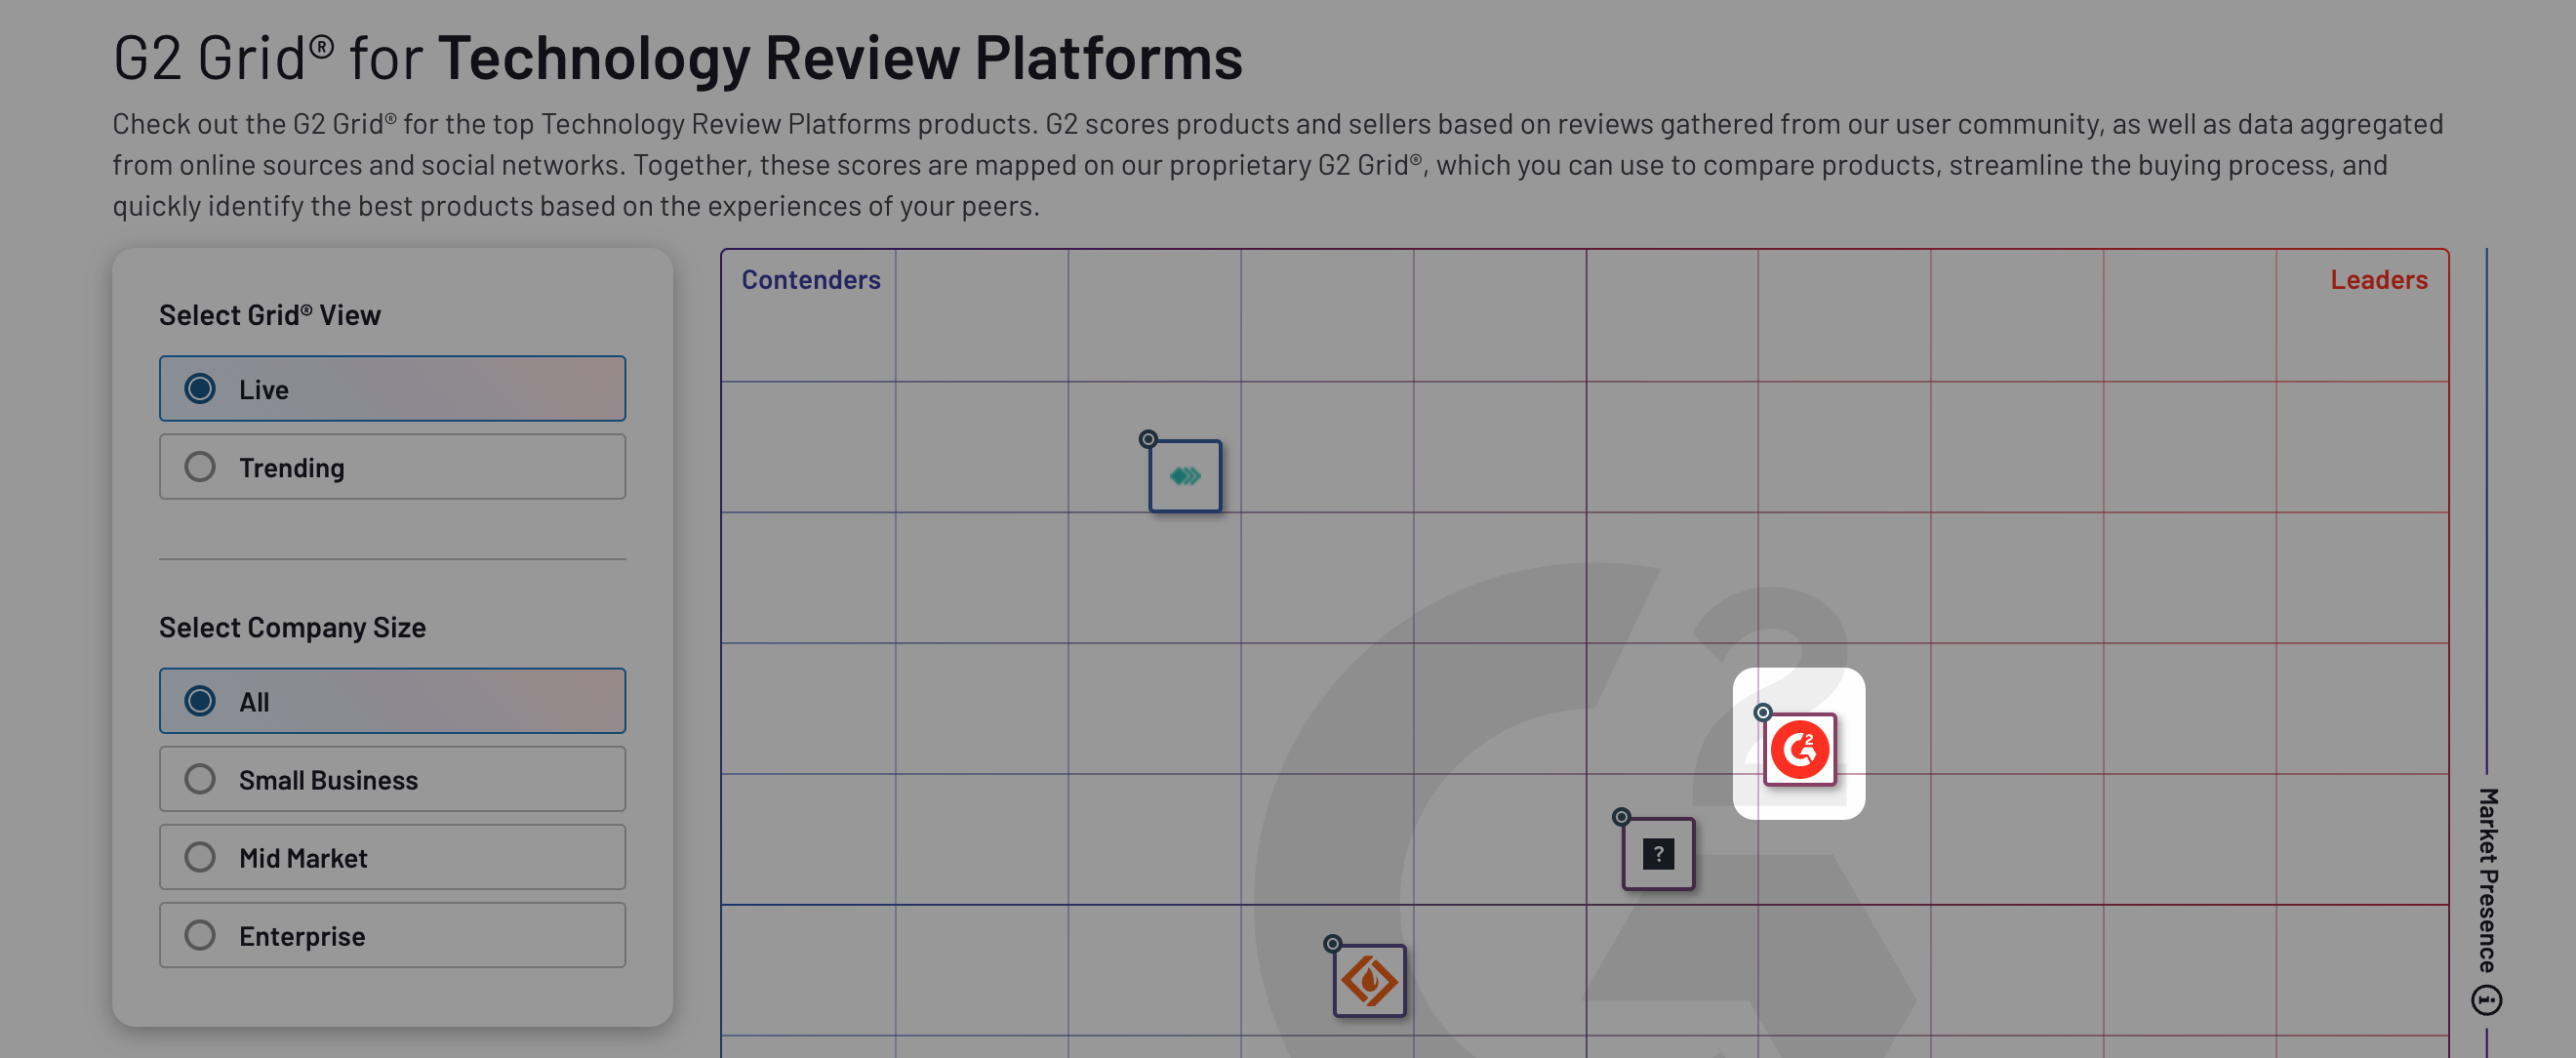 G2 Grid® for Technology Review Platforms
Check out the G2 Grid® for the top Technology Review Platforms products. G2 scores products and sellers based on reviews gathered from our user community, as well as data aggregated
from online sources and social networks. Together, these scores are mapped on our proprietary G2 Grid®, which you can use to compare products, streamline the buying process, and
quickly identify the best products based on the experiences of your peers.
Select Grid® View
Live
Trending
Select Company Size
All
Small Business
Mid Market
Enterprise
Contenders
Leaders
G2
?
G2
Market Presence
i